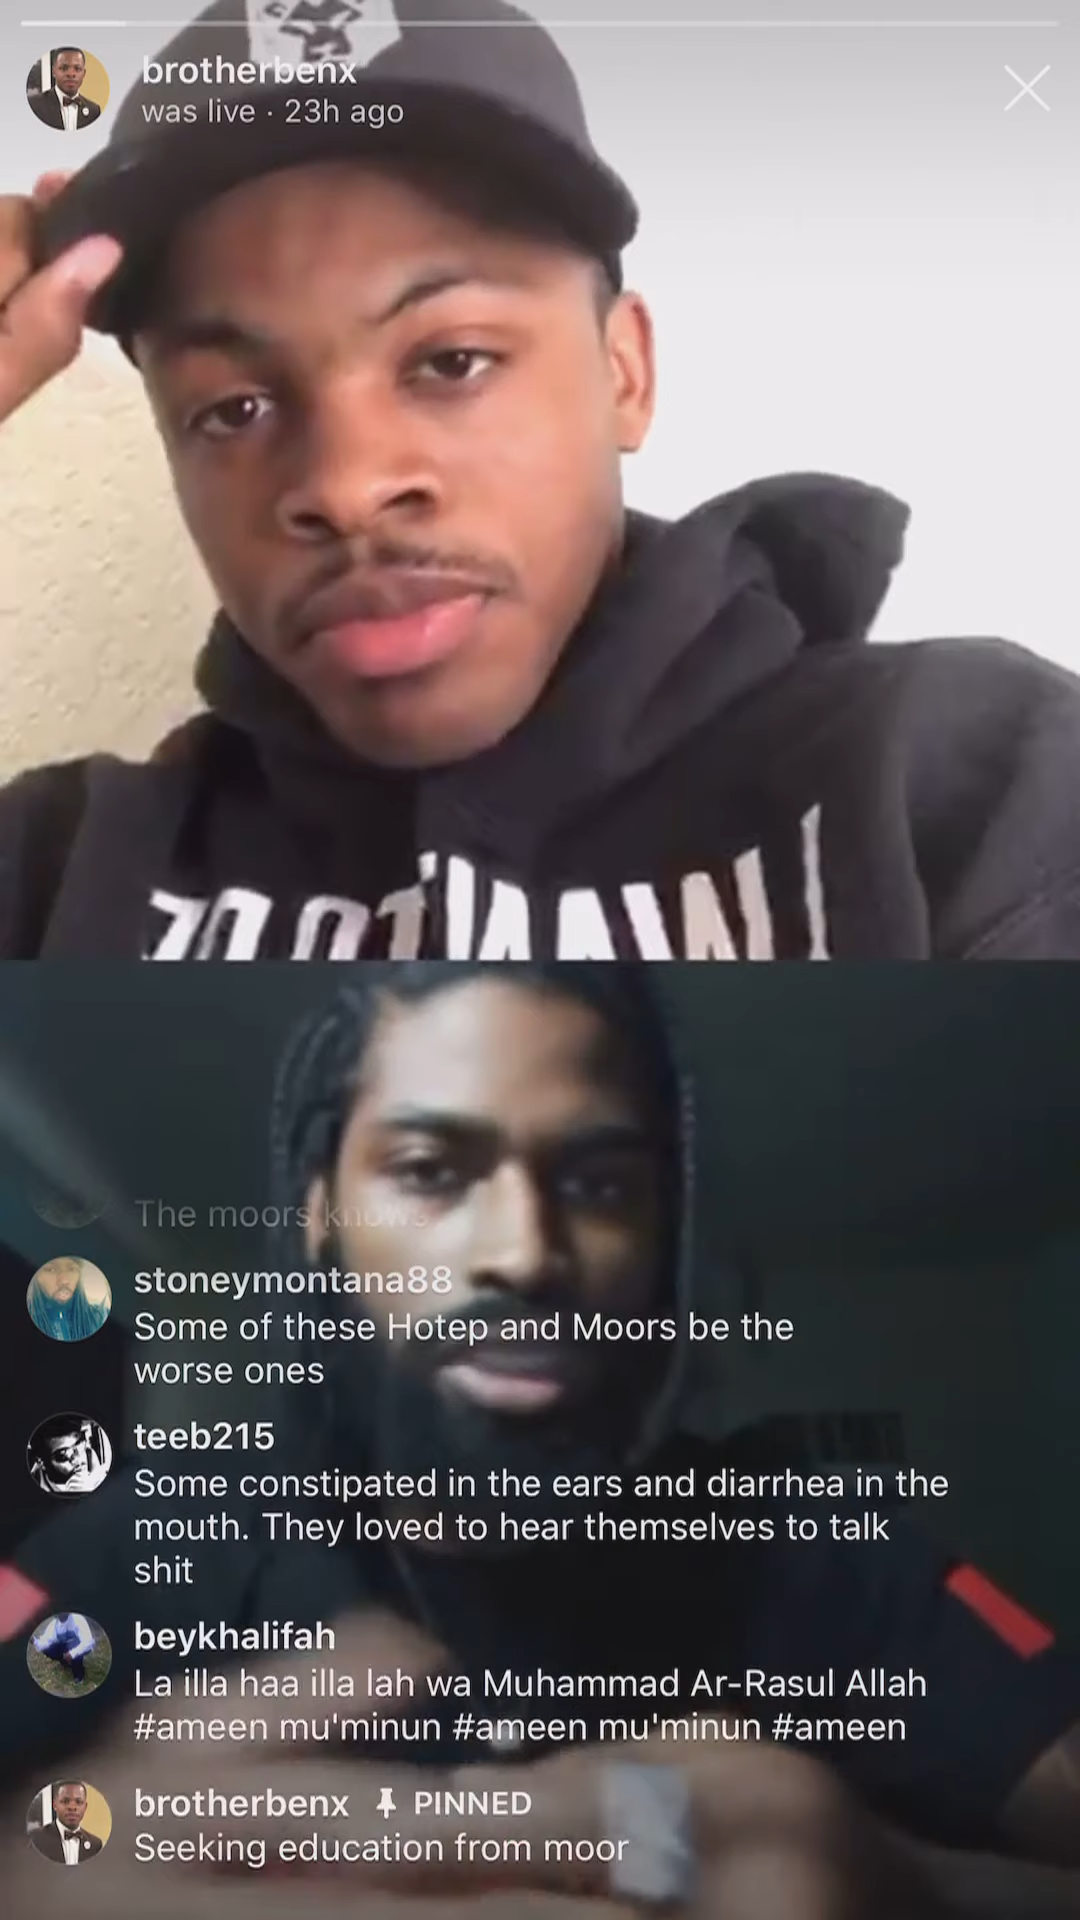 brotherbenx
was live · 23h ago
The moors knows
stoneymontana88
Some of these Hotep and Moors be the
worse ones
teeb215
Some constipated in the ears and diarrhea in the
mouth. They loved to hear themselves to talk
shit
beykhalifah
La illa haa illa lah wa Muhammad Ar-Rasul Allah
#ameen mu'minun #ameen mu'minun #ameen
brotherbenx PINNED
Seeking education from moor